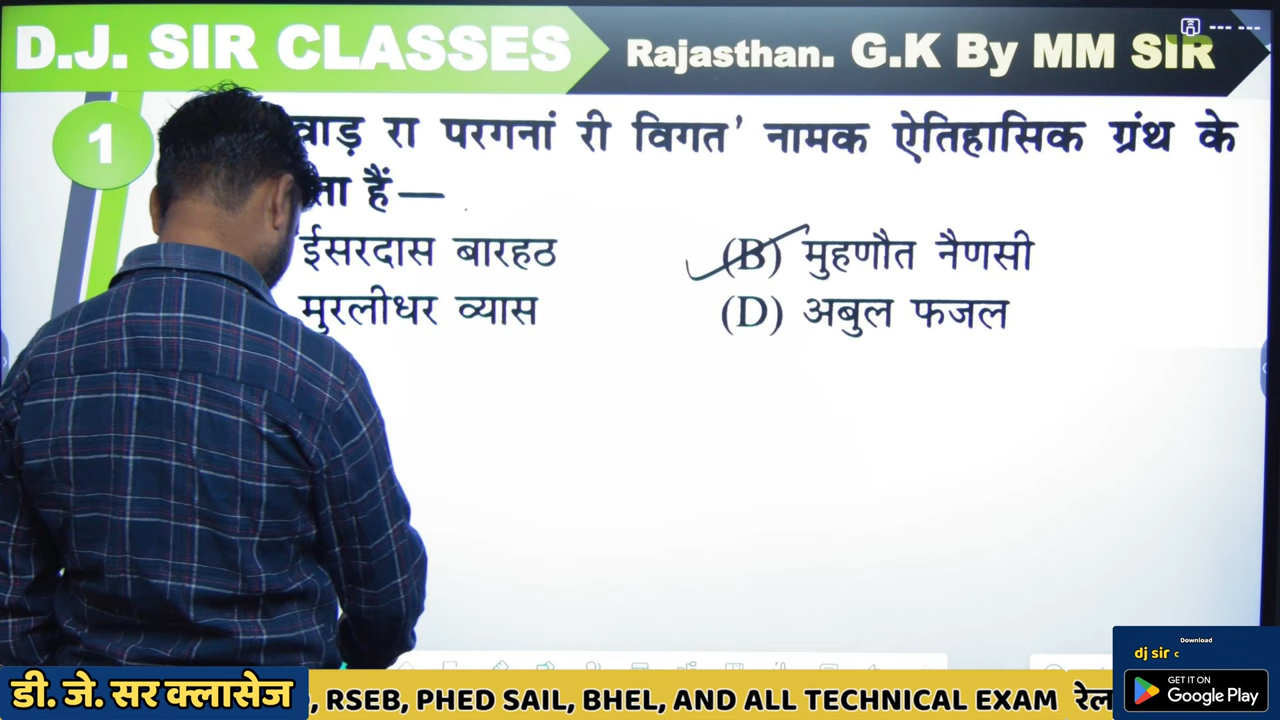 D.J. SIR CLASSES
Rajasthan. G.K By MM SIR
1
रा परगनां री विगत' नामक ऐतिहासिक ग्रंथ के
हैं—
ईसरदास बारहठ
(B) मुहणौत नैणसी
मुरलीधर व्यास
(D) अबुल फजल
Download
dj sir c
GET IT ON
Google Play
डी. जे. सर क्लासेज
, RSEB, PHED SAIL, BHEL, AND ALL TECHNICAL EXAM रेल